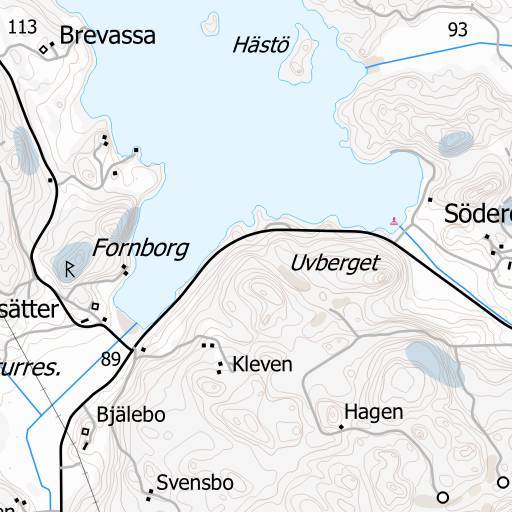 113
Brevassa
Hästö
93
Söder
Fornborg
R
Uvberget
sätter
89
Kleven
urres.
Bjälebo
Hagen
Svensbo